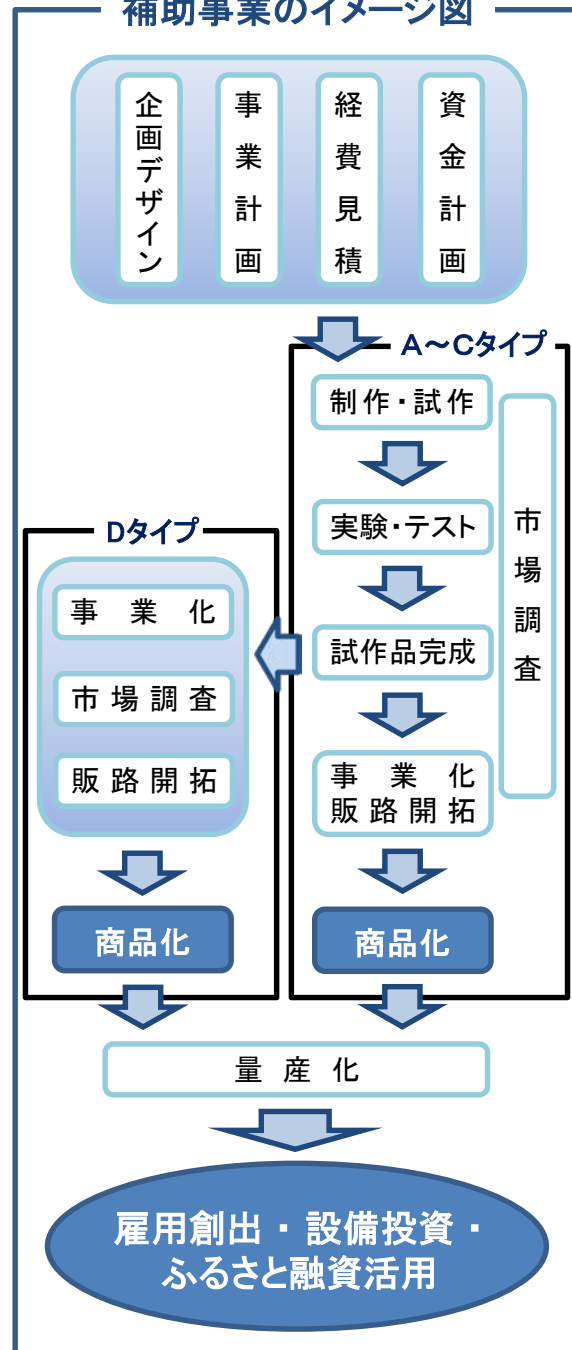 補助事業のイメージ図
企画デザイン
事業計画
経費見積
資金計画
A～Cタイプ
制作・試作
実験・テスト
試作品完成
事業化
販路開拓
市場調査
商品化
Dタイプ
事業化
市場調査
販路開拓
商品化
量産化
雇用創出・設備投資・
ふるさと融資活用